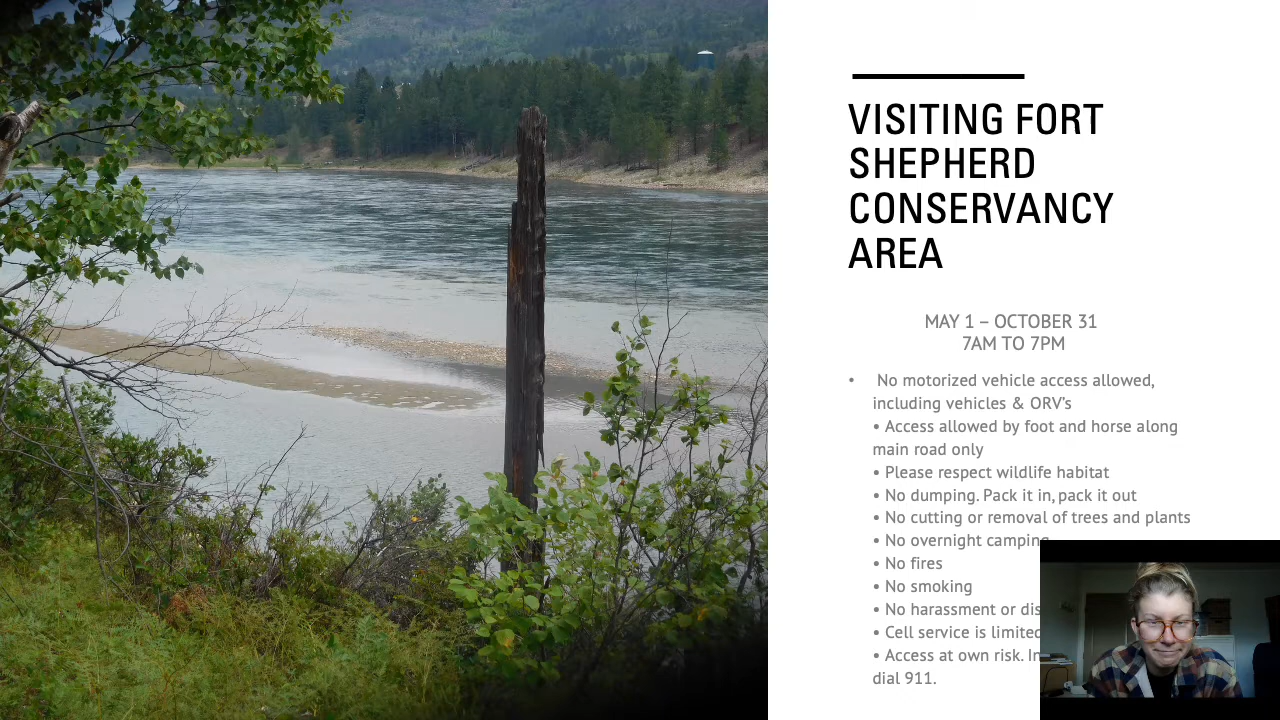 VISITING FORT
SHEPHERD
CONSERVANCY
AREA
MAY 1 – OCTOBER 31
7AM TO 7PM
• No motorized vehicle access allowed,
including vehicles & ORV's
• Access allowed by foot and horse along
main road only
• Please respect wildlife habitat
• No dumping. Pack it in, pack it out
• No cutting or removal of trees and plants
• No overnight camping
• No fires
• No smoking
• No harassment or
• Cell service is limited
• Access at own risk.
dial 911.